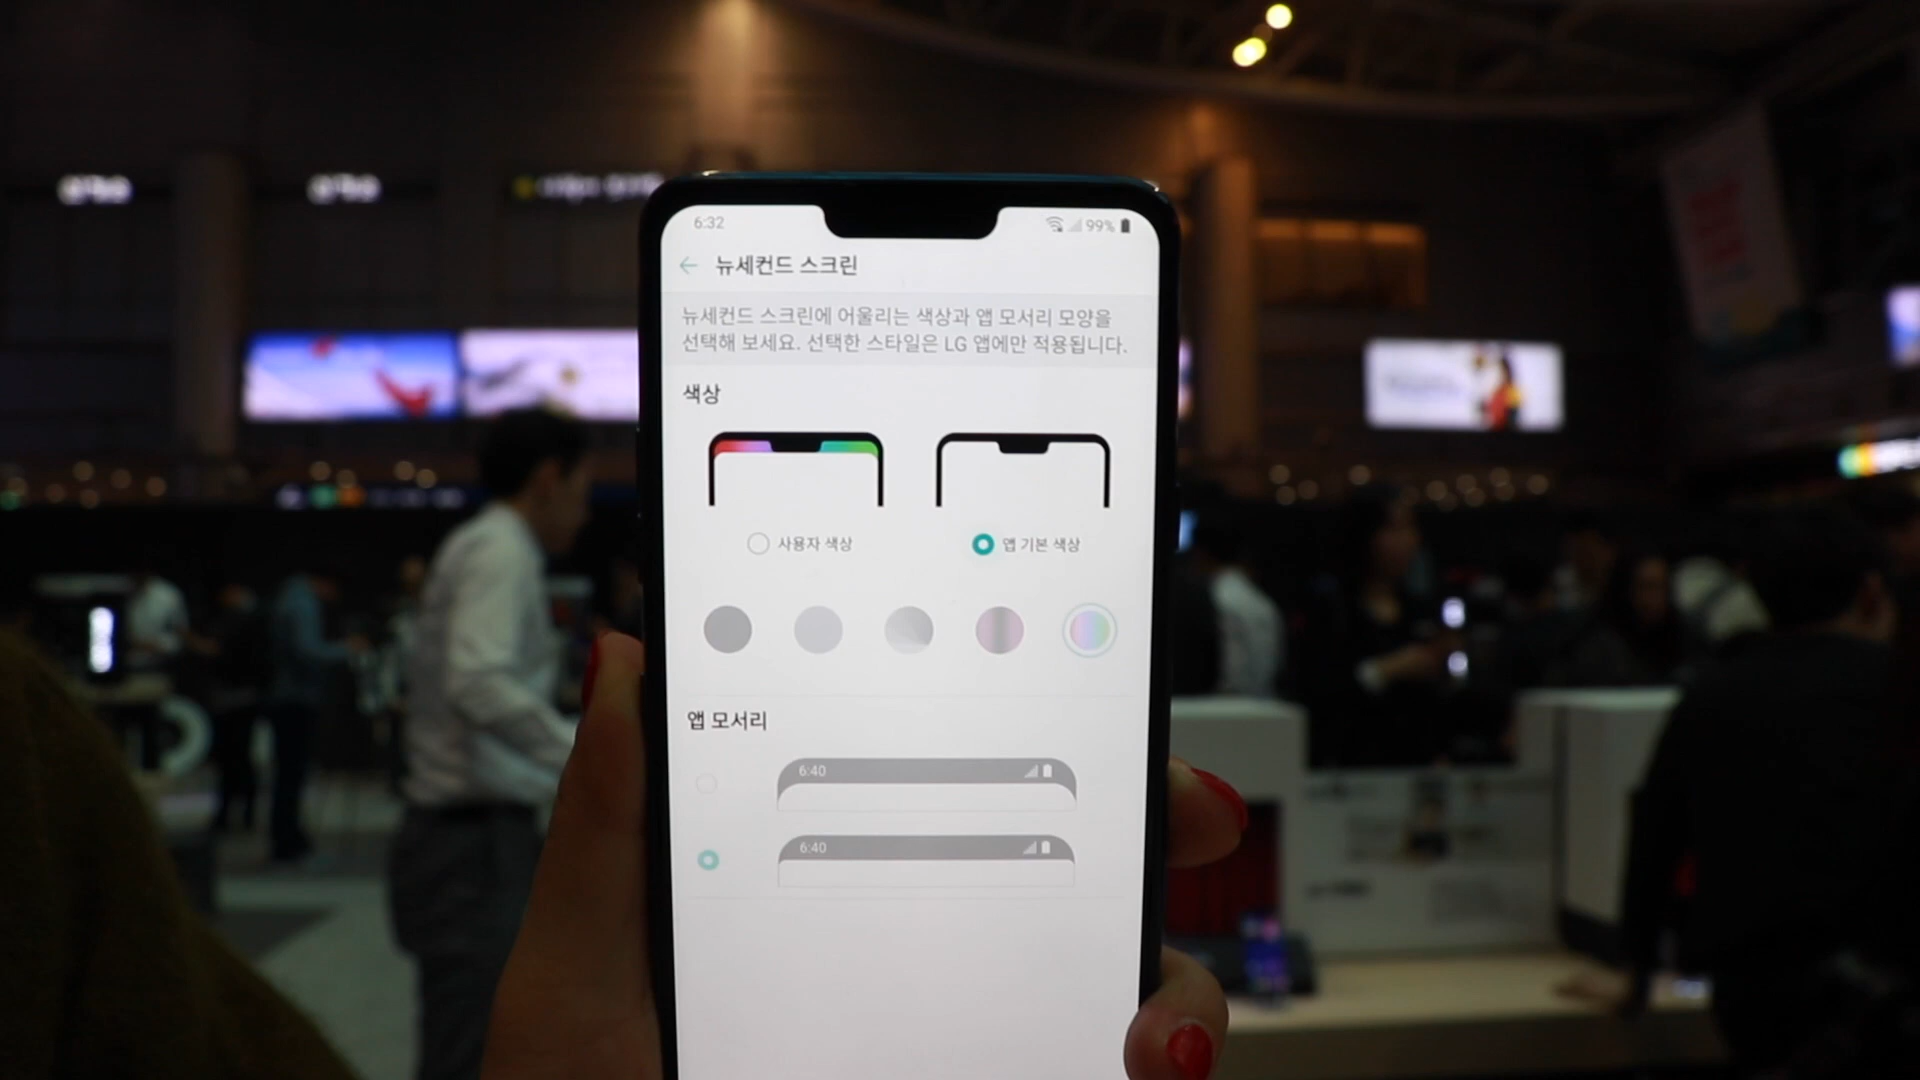 6:32
99%
뉴세컨드 스크린
뉴세컨드 스크린에 어울리는 색상과 앱 모서리 모양을
선택해 보세요. 선택한 스타일은 LG 앱에만 적용됩니다.
색상
사용자 색상
앱 기본 색상
앱 모서리
6:40
6:40